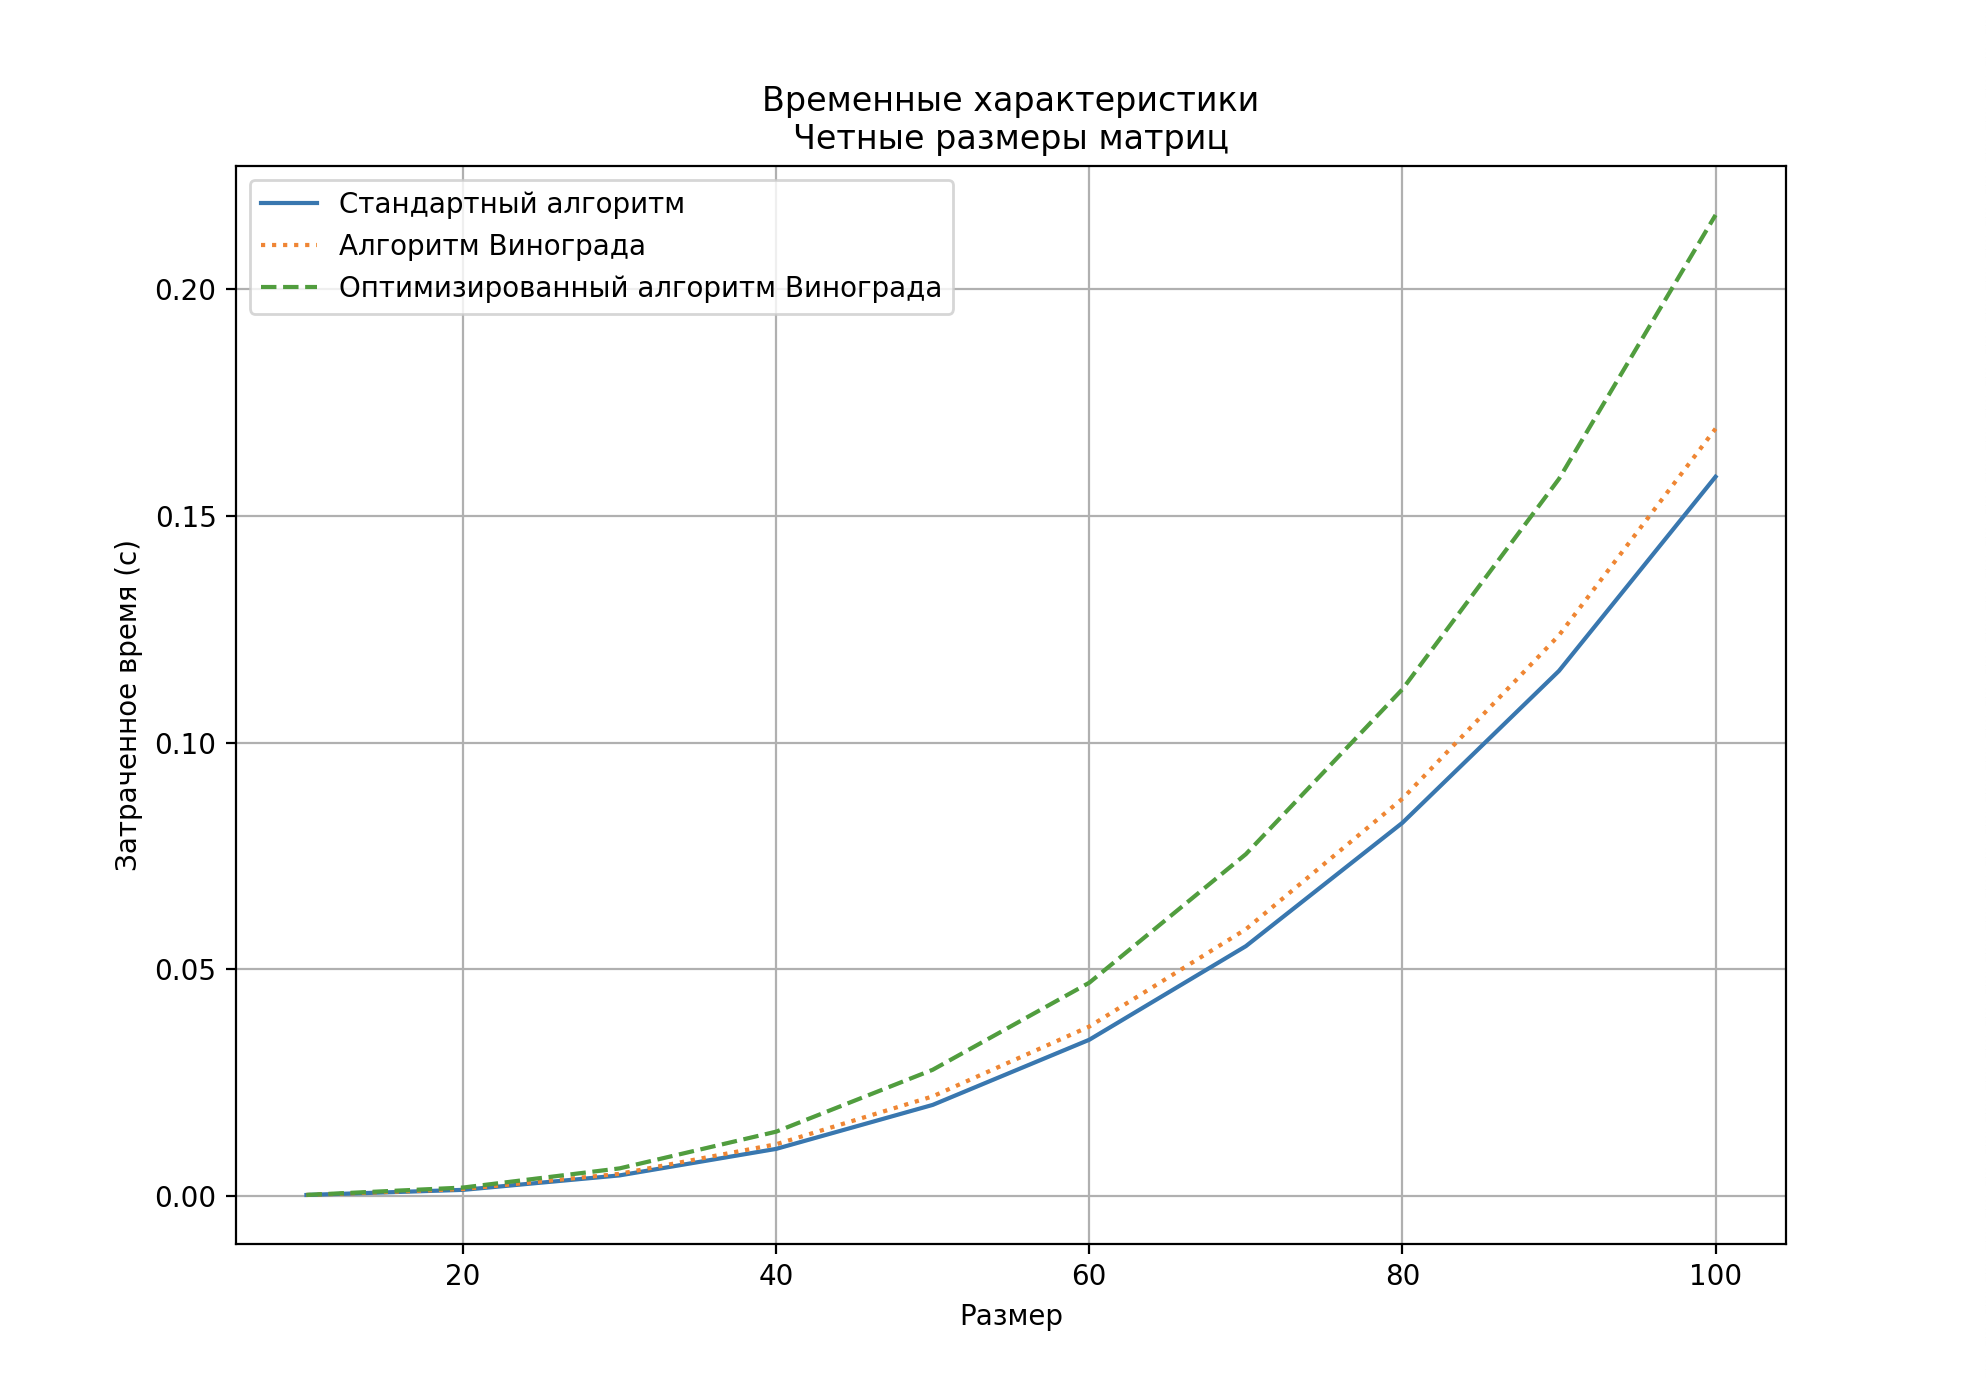 Временные характеристики
Четные размеры матриц
Стандартный алгоритм
Алгоритм Винограда
Оптимизированный алгоритм Винограда
Затраченное время (с)
0.20
0.15
0.10
0.05
0.00
20 40 60 80 100
Размер